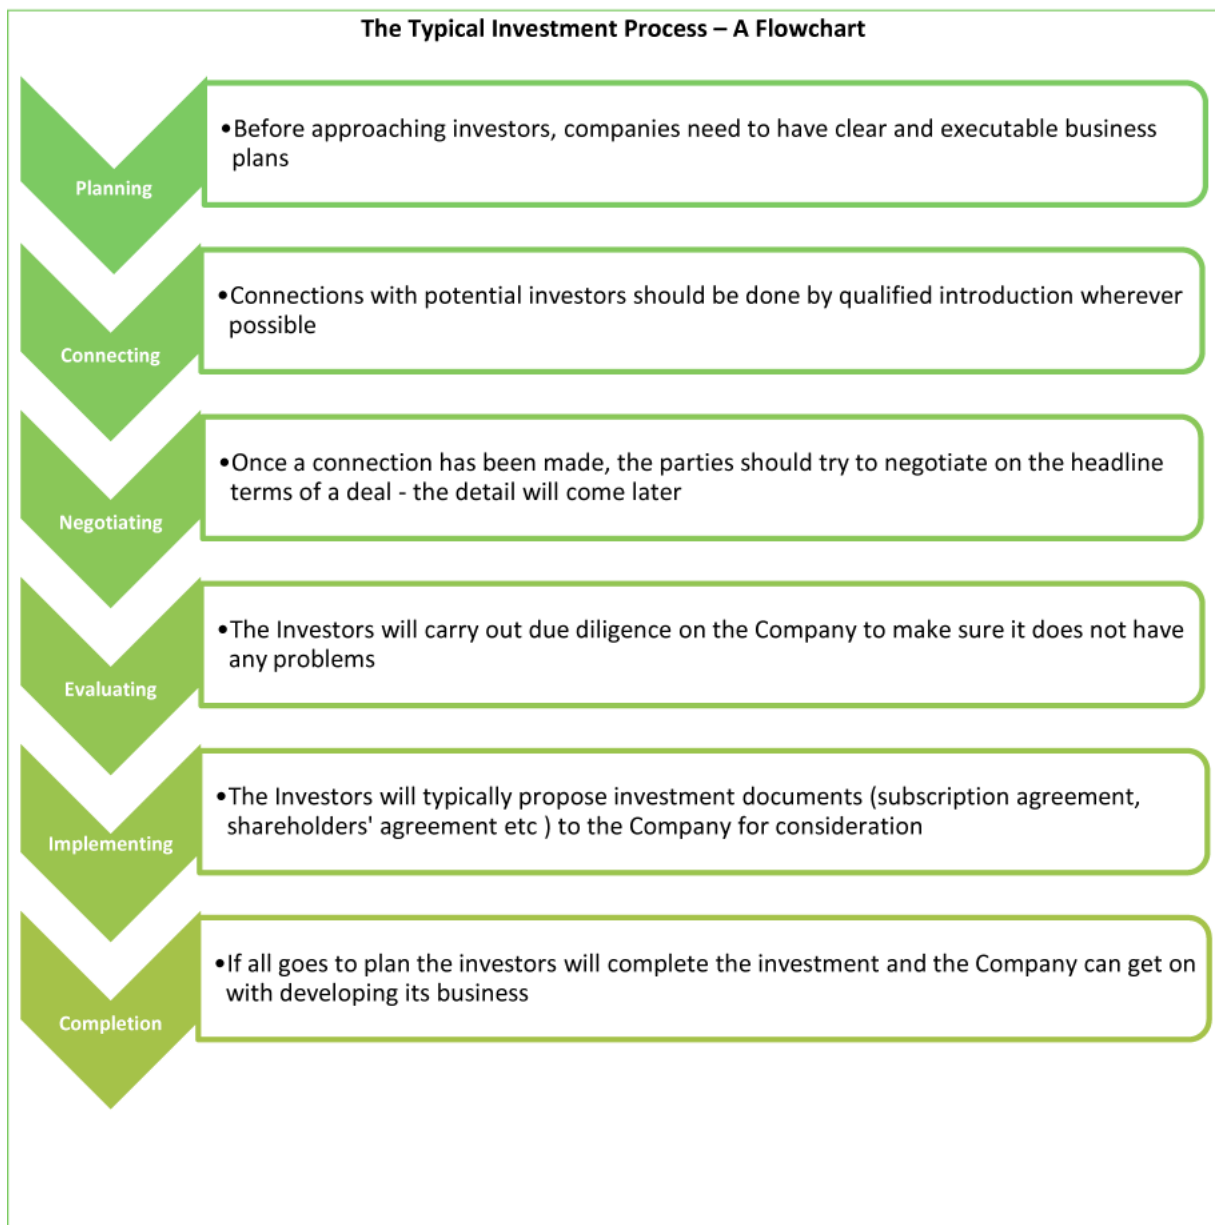 The Typical Investment Process – A Flowchart
Planning
•Before approaching investors, companies need to have clear and executable business
plans
Connecting
•Connections with potential investors should be done by qualified introduction wherever
possible
Negotiating
•Once a connection has been made, the parties should try to negotiate on the headline
terms of a deal - the detail will come later
Evaluating
•The Investors will carry out due diligence on the Company to make sure it does not have
any problems
Implementing
•The Investors will typically propose investment documents (subscription agreement,
shareholders' agreement etc ) to the Company for consideration
Completion
•If all goes to plan the investors will complete the investment and the Company can get on
with developing its business